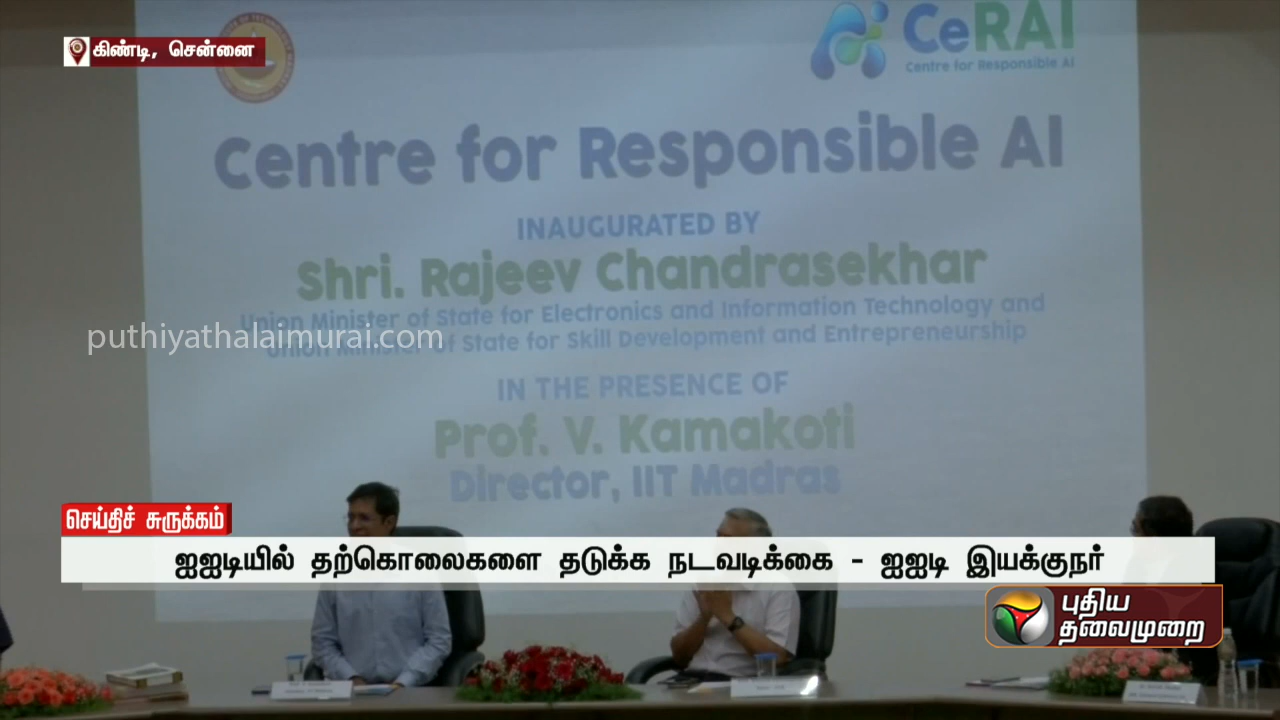 கிண்டி, சென்னை
CeRAI
Centre for Responsible AI
Centre for Responsible AI
INAUGURATED BY
Shri. Rajeev Chandrasekhar
Union Minister of State for Electronics and Information Technology and
Union Minister of State for Skill Development and Entrepreneurship
puthiyathalaimurai.com
IN THE PRESENCE OF
Prof. V. Kamakoti
Director, IIT Madras
செய்திச் சுருக்கம்
ஐஐடியில் தற்கொலைகளை தடுக்க நடவடிக்கை - ஐஐடி இயக்குநர்
புதிய
தலைமுறை